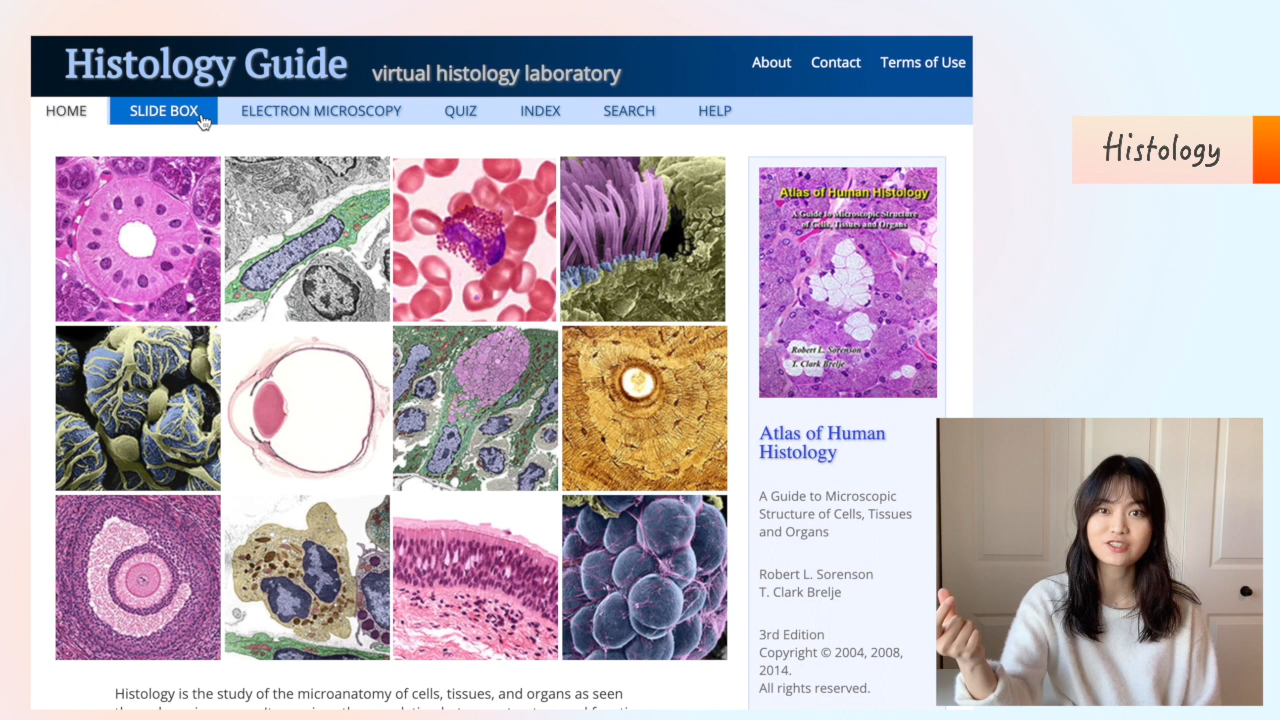 Histology Guide
virtual histology laboratory
About
Contact
Terms of Use
HOME
SLIDE BOX
ELECTRON MICROSCOPY
QUIZ
INDEX
SEARCH
HELP
Histology
Atlas of Human Histology
A Guide to Microscopic Structure
of Cells, Tissues and Organs
Robert L. Sorenson
T. Clark Brelje
Atlas of Human
Histology
A Guide to Microscopic
Structure of Cells, Tissues
and Organs
Robert L. Sorenson
T. Clark Brelje
3rd Edition
Copyright © 2004, 2008,
2014.
All rights reserved.
Histology is the study of the microanatomy of cells, tissues, and organs as seen